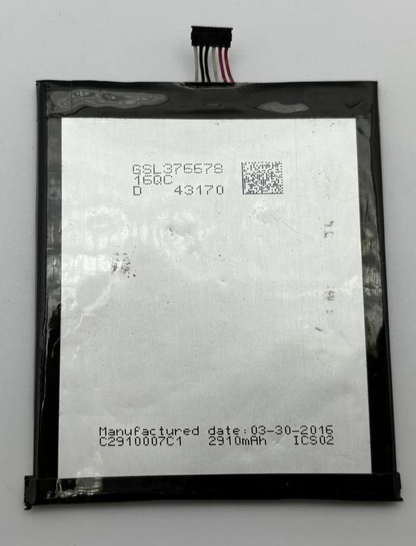 GSL376578
16QC
D 43170
Manufactured date:03-30-2016
C2910007C1 2910mAh ICS02